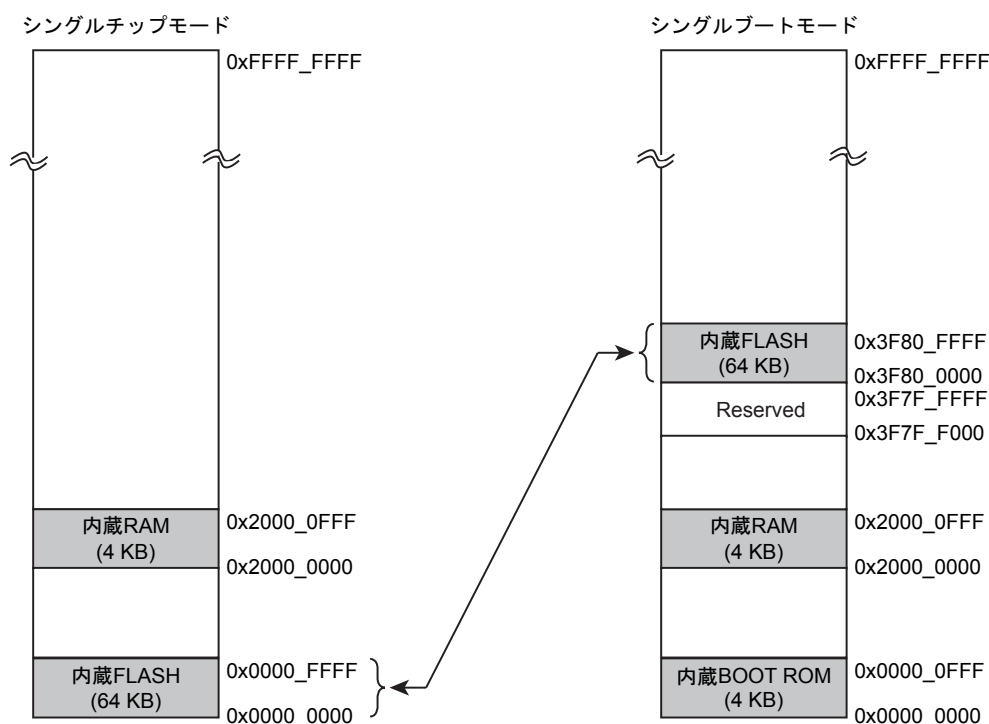 シングルチップモード
0xFFFF_FFFF
内蔵RAM
(4 KB)
0x2000_0FFF
0x2000_0000
内蔵FLASH
(64 KB)
0x0000_FFFF
0x0000_0000
シングルブートモード
0xFFFF_FFFF
内蔵FLASH
(64 KB)
0x3F80_FFFF
0x3F80_0000
0x3F7F_FFFF
Reserved
0x3F7F_F000
内蔵RAM
(4 KB)
0x2000_0FFF
0x2000_0000
内蔵BOOT ROM
(4 KB)
0x0000_0FFF
0x0000_0000